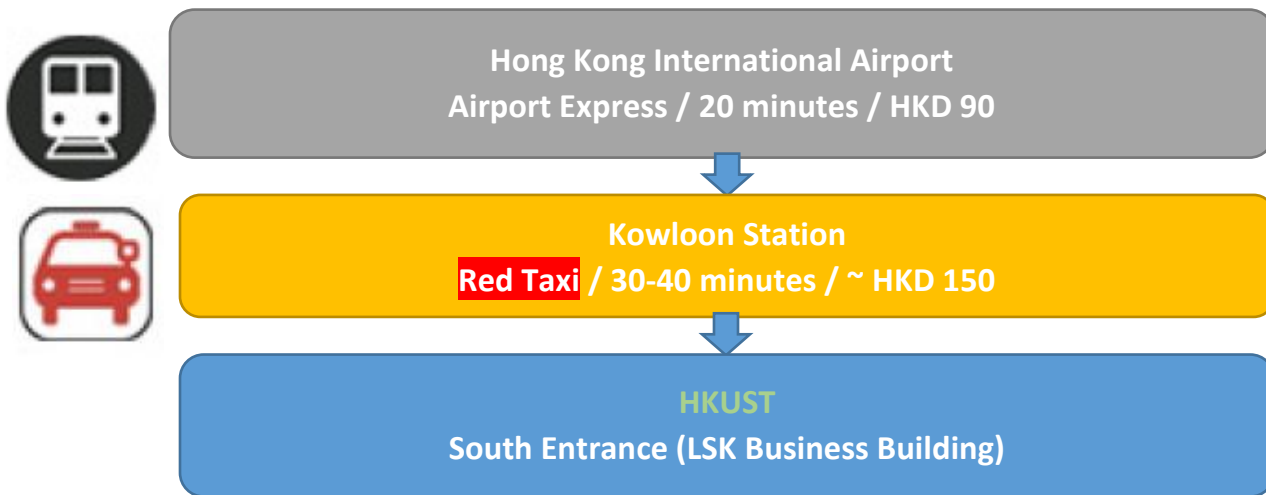 Hong Kong International Airport
Airport Express / 20 minutes / HKD 90
Kowloon Station
Red Taxi / 30-40 minutes / ~ HKD 150
HKUST
South Entrance (LSK Business Building)